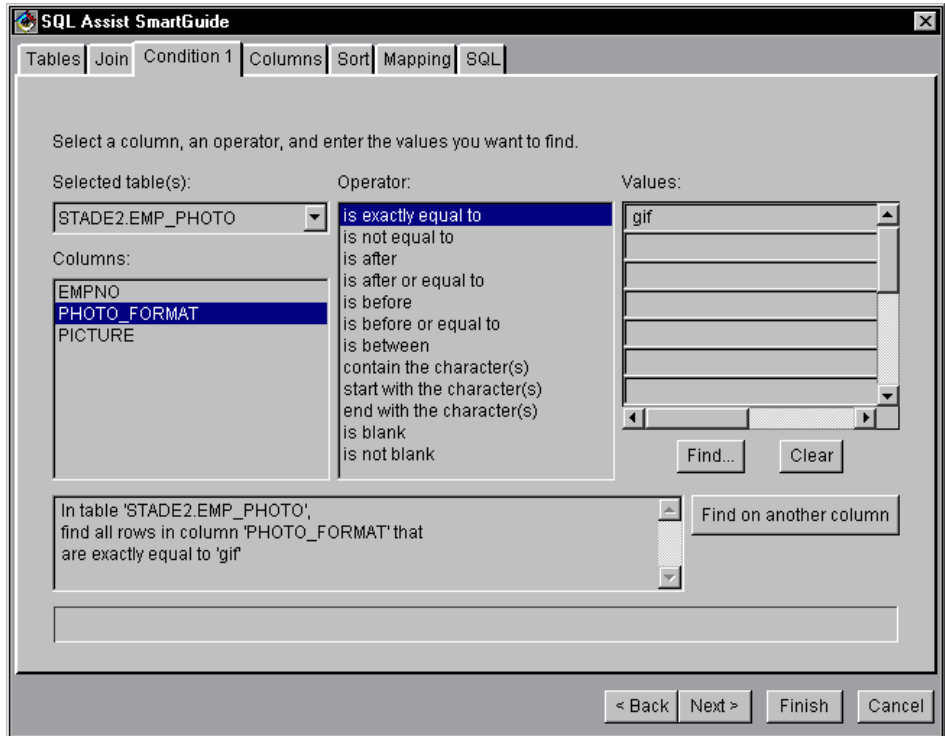 SQL Assist SmartGuide
Tables Join Condition 1 Columns Sort Mapping SQL
Select a column, an operator, and enter the values you want to find.
Selected table(s):
STADE2.EMP_PHOTO
Columns:
EMPNO
PHOTO_FORMAT
PICTURE
Operator:
is exactly equal to
is not equal to
is after
is after or equal to
is before
is before or equal to
is between
contain the character(s)
start with the character(s)
end with the character(s)
is blank
is not blank
Values:
gif
Find... Clear
In table 'STADE2.EMP_PHOTO',
find all rows in column 'PHOTO_FORMAT' that
are exactly equal to 'gif'
Find on another column
< Back Next > Finish Cancel